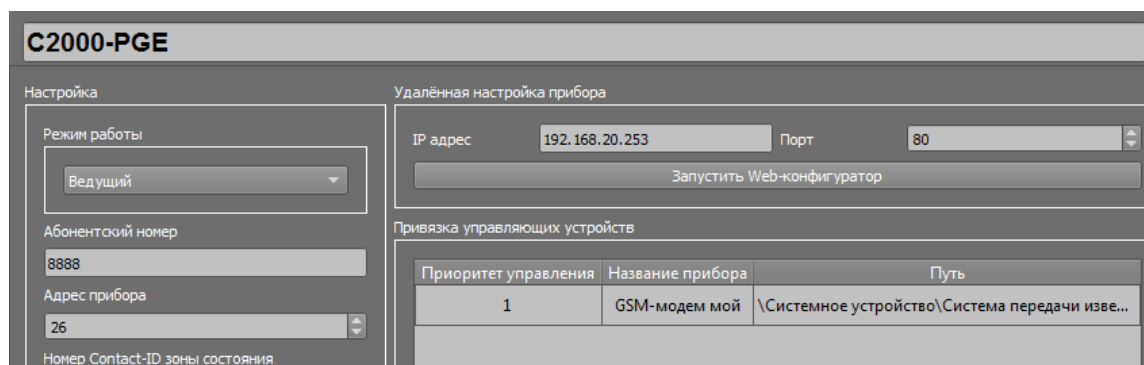 C2000-PGE
Настройка
Режим работы
Ведущий
Абонентский номер
8888
Адрес прибора
26
Номер Contact-ID зоны состояния
Удалённая настройка прибора
IP адрес 192.168.20.253 Порт 80
Запустить Web-конфигуратор
Привязка управляющих устройств
Приоритет управления Название прибора Путь
1 GSM-модем мой \Системное устройство\Система передачи изве...